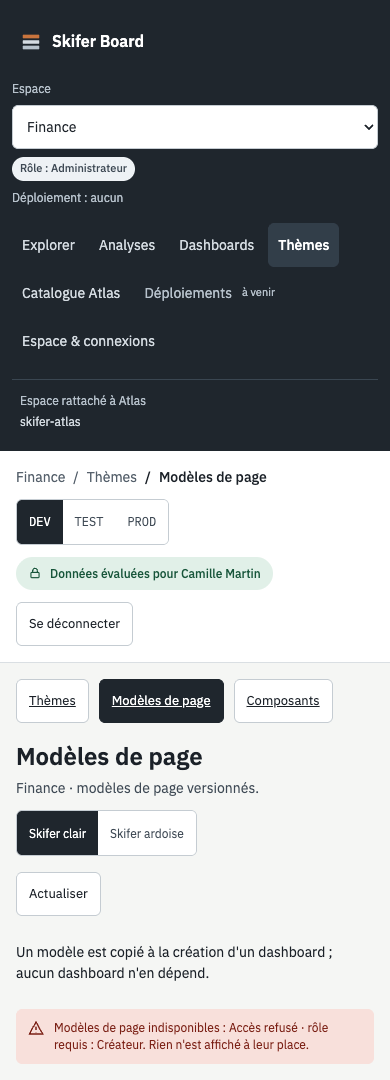 Skifer Board
Espace
Finance
Rôle : Administrateur
Déploiement : aucun
Explorer Analyses Dashboards Thèmes
Catalogue Atlas Déploiements à venir
Espace & connexions
Espace rattaché à Atlas
skifer-atlas
Finance / Thèmes / Modèles de page
DEV TEST PROD
Données évaluées pour Camille Martin
Se déconnecter
Thèmes Modèles de page Composants
Modèles de page
Finance · modèles de page versionnés.
Skifer clair Skifer ardoise
Actualiser
Un modèle est copié à la création d'un dashboard ;
aucun dashboard n'en dépend.
Modèles de page indisponibles : Accès refusé · rôle
requis : Créateur. Rien n'est affiché à leur place.